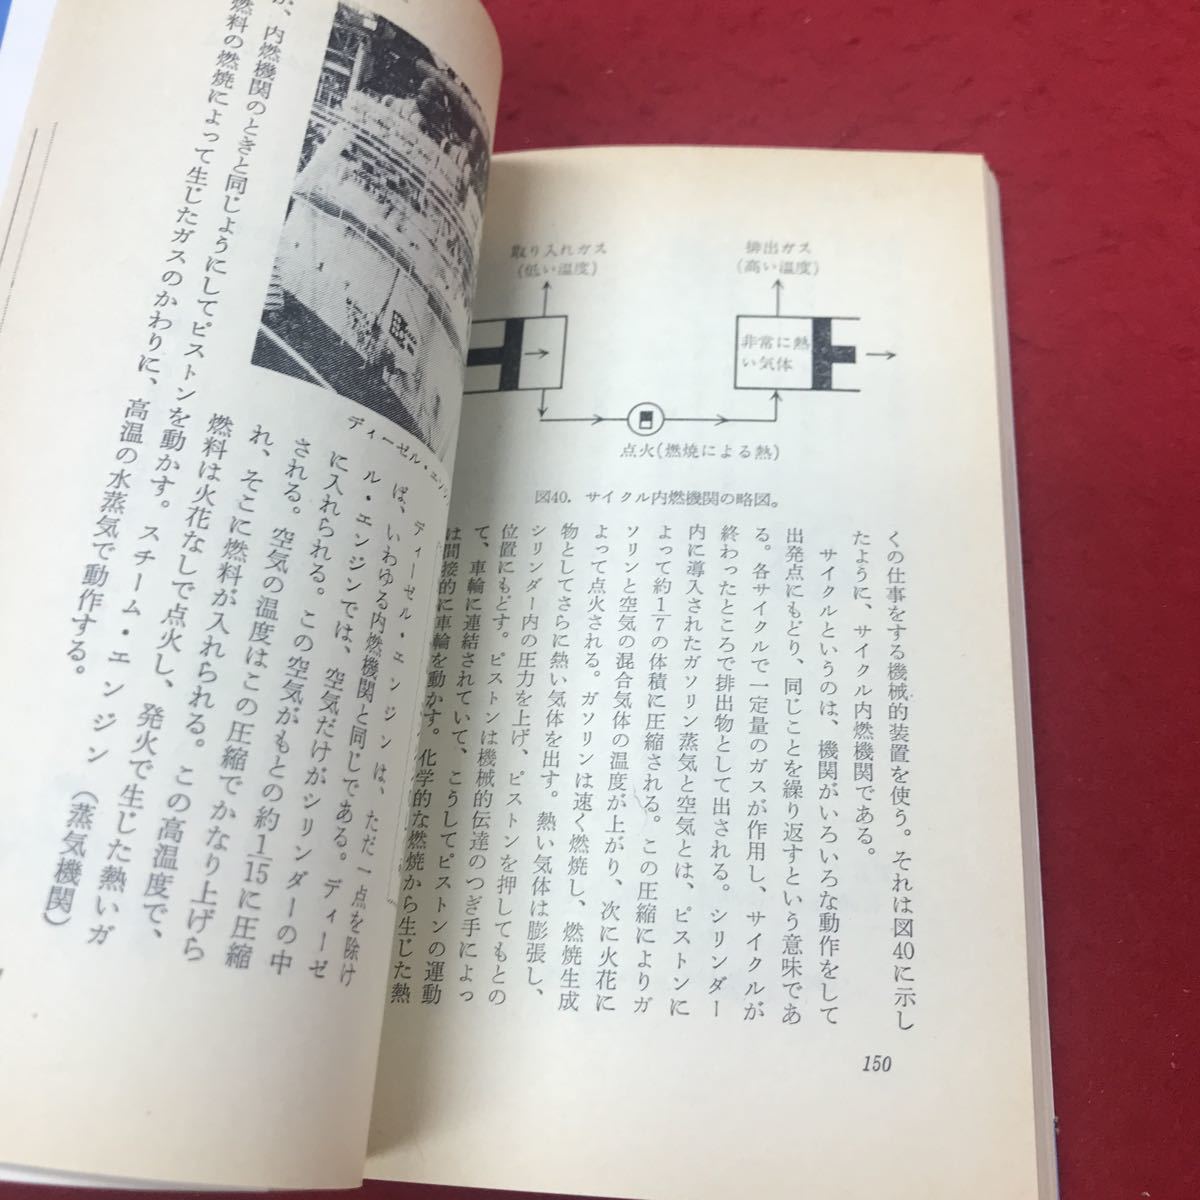 取り入れガス
(低い温度)
排出ガス
(高い温度)
非常に熱
い気体
点火(燃焼による熱)
図40. サイクル内燃機関の略図。
くの仕事をする機械的装置を使う。それは図40に示し
たように、サイクル内燃機関である。
サイクルというのは、機関がいろいろな動作をして
出発点にもどり、同じことを繰り返すという意味であ
る。各サイクルで一定量のガスが作用し、サイクルが
終わったところで排出物として出される。シリンダー
内に導入されたガソリン蒸気と空気とは、ピストンに
よって約1/7の体積に圧縮される。この圧縮によりガ
ソリンと空気の混合気体の温度が上がり、次に火花に
よって点火される。ガソリンは速く燃焼し、燃焼生成
物としてさらに熱い気体を出す。熱い気体は膨張し、
シリンダー内の圧力を上げ、ピストンを押してもとの
位置にもどす。ピストンは機械的伝達のつぎ手によっ
て、車輪に連結されていて、こうしてピストンの運動
は間接的に車輪を動かす。化学的な燃焼から生じた熱
150
ディーゼル・エンジ
ディーゼル・エンジンは、ただ一点を除け
ば、いわゆる内燃機関と同じである。ディーゼ
ル・エンジンでは、空気だけがシリンダーの中
に入れられる。この空気がもとの約1/15に圧縮
される。空気の温度はこの圧縮でかなり上げら
れ、そこに燃料が入れられる。この高温度で、
燃料は火花なしで点火し、発火で生じた熱いガ
が、内燃機関のときと同じようにしてピストンを動かす。スチーム・エンジン（蒸気機関）
燃料の燃焼によって生じたガスのかわりに、高温の水蒸気で動作する。